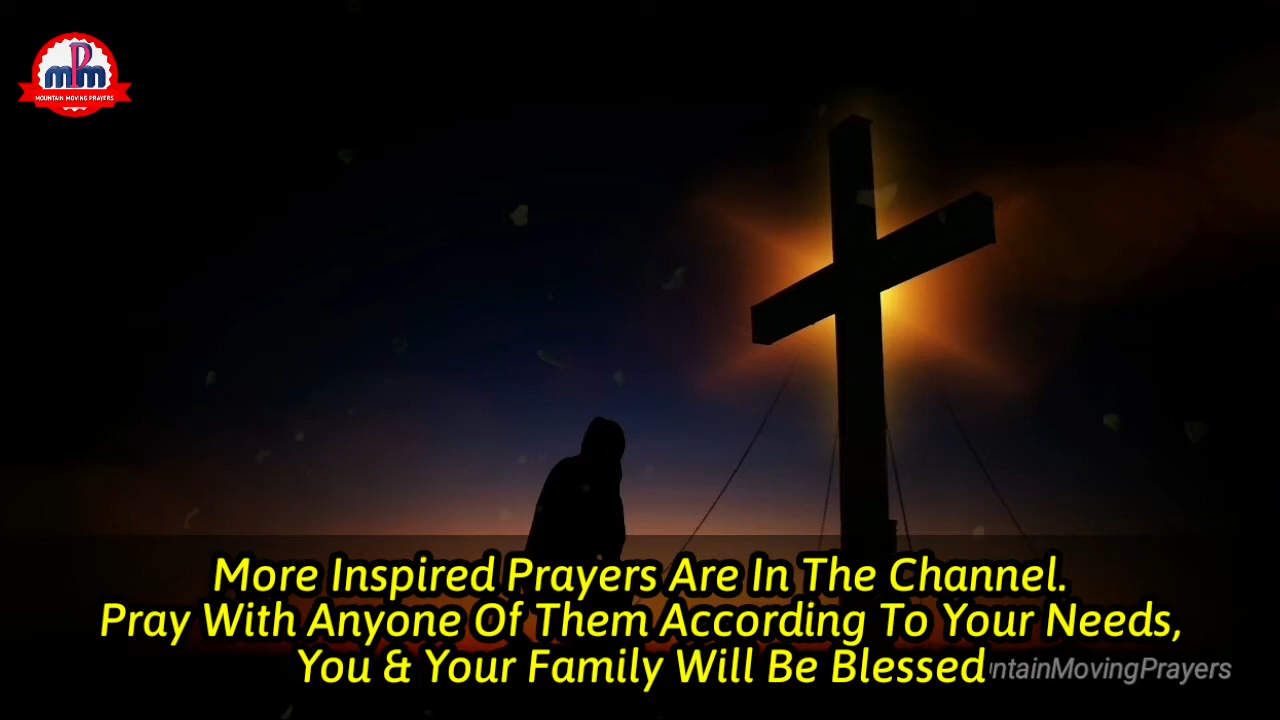 mPm
MOUNTAIN MOVING PRAYERS
More Inspired Prayers Are In The Channel.
Pray With Anyone Of Them According To Your Needs,
You & Your Family Will Be Blessed
ntainMovingPrayers